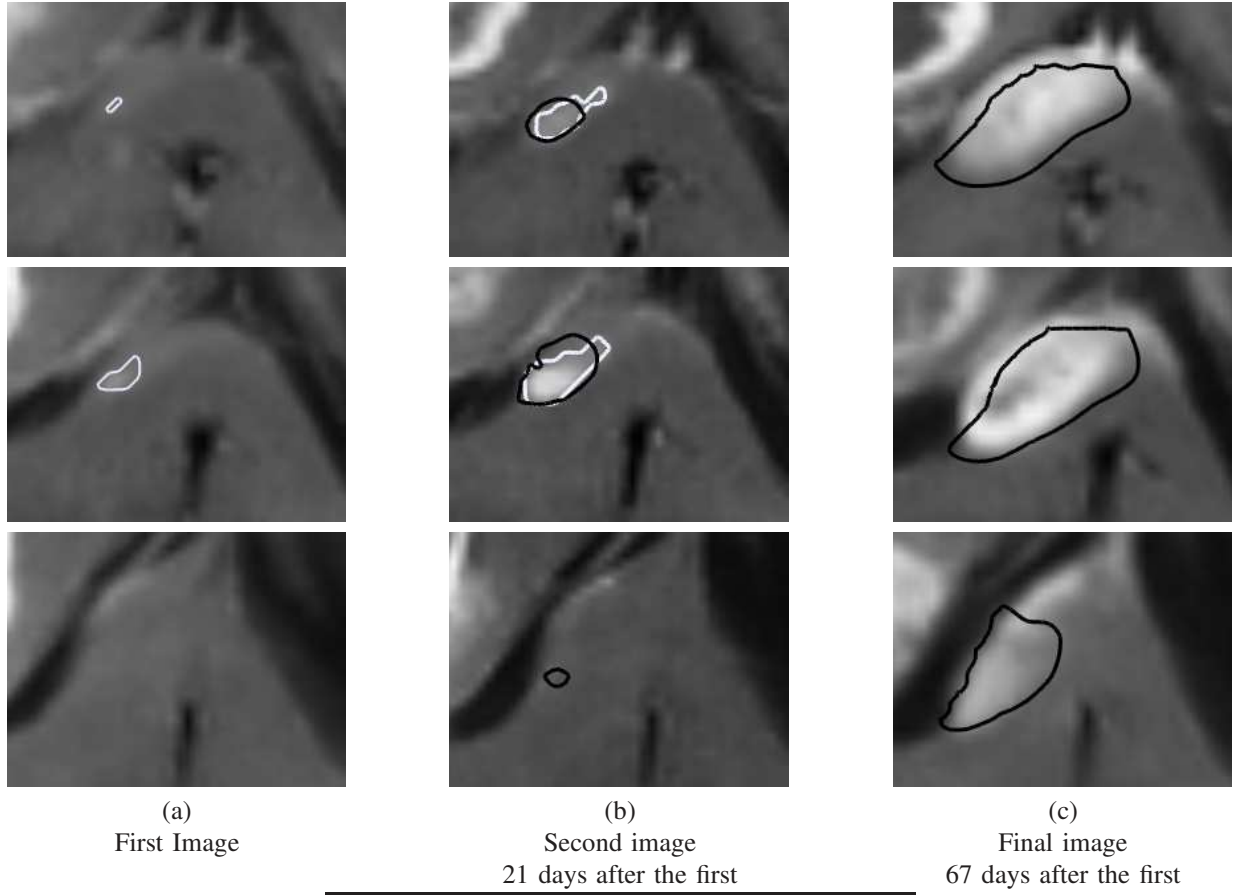 (a)
First Image
(b)
Second image
21 days after the first
(c)
Final image
67 days after the first